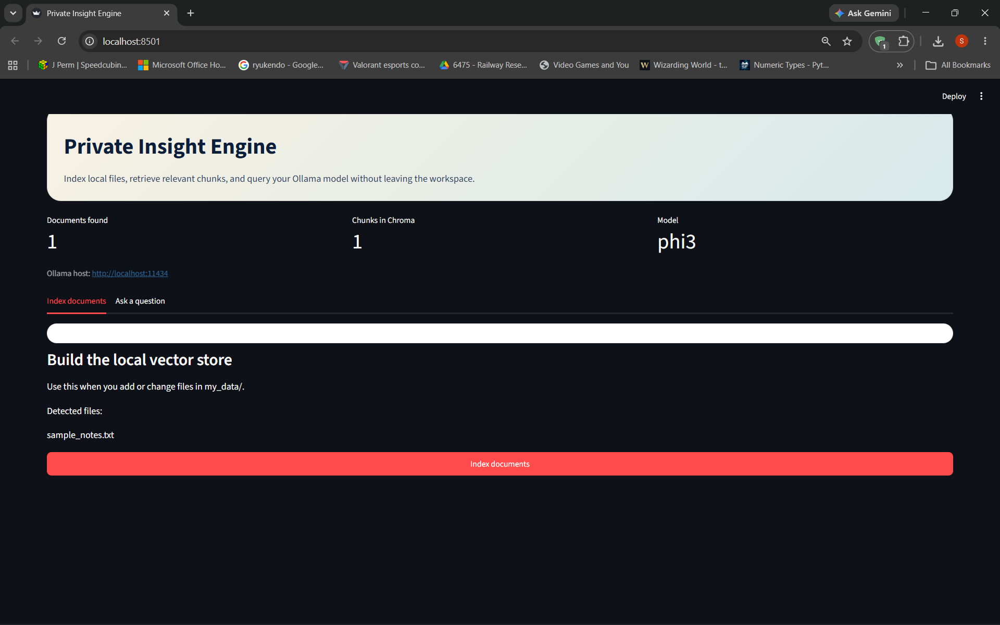 Private Insight Engine
Ask Gemini
localhost:8501
1
S
J Perm | Speedcubin...
Microsoft Office Ho...
ryukendo - Google...
Valorant esports co...
6475 - Railway Rese...
Video Games and You
W
Wizarding World - t...
SF
Numeric Types - Pyt...
All Bookmarks
Deploy
Private Insight Engine
Index local files, retrieve relevant chunks, and query your Ollama model without leaving the workspace.
Documents found
1
Chunks in Chroma
1
Model
phi3
Ollama host: http://localhost:11434
Index documents
Ask a question
Build the local vector store
Use this when you add or change files in my_data/.
Detected files:
sample_notes.txt
Index documents